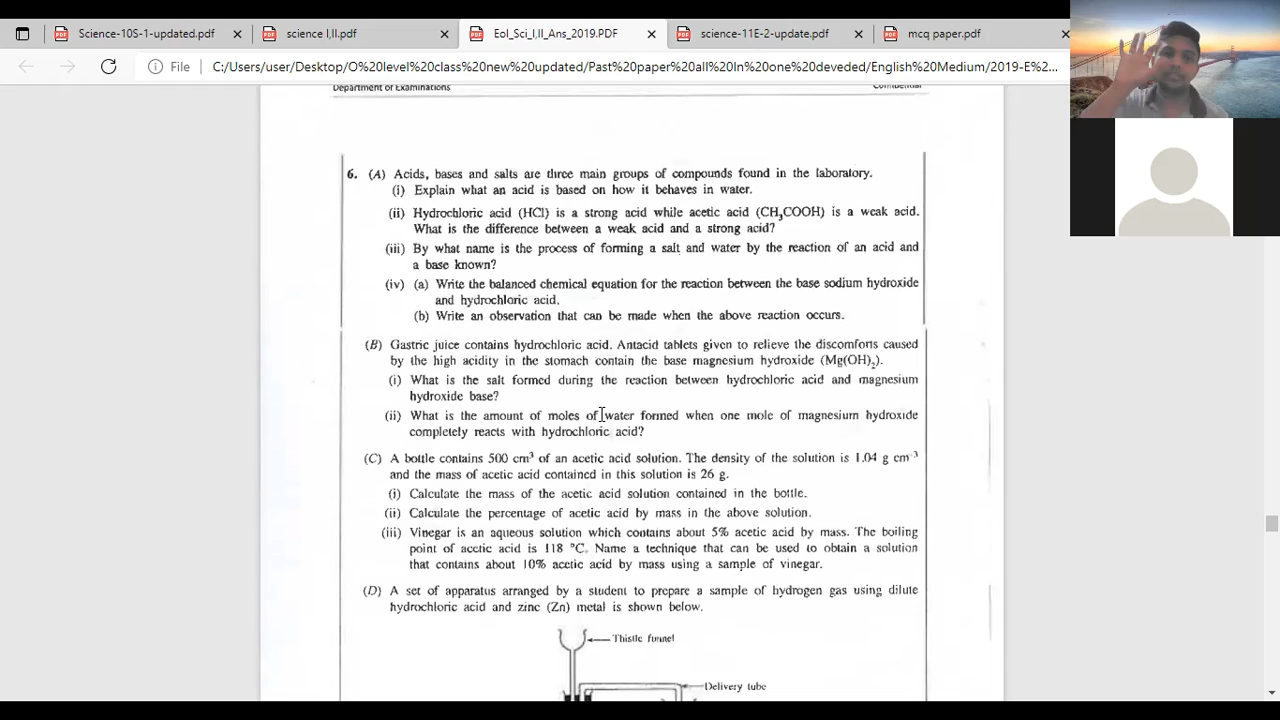 Science-10S-1-update2.pdf
science I,II.pdf
Eol_Sci_I,II_Ans_2019.PDF
science-11E-2-update.pdf
mcq paper.pdf
File C:/Users/user/Desktop/O%20level%20class%20new%20updated/Past%20paper%20all%20In%20one%20deveded/English%20Medium/2019-E%2...
Department of Examinations Confidential
6. (A) Acids, bases and salts are three main groups of compounds found in the laboratory.
(i) Explain what an acid is based on how it behaves in water.
(ii) Hydrochloric acid (HCl) is a strong acid while acetic acid (CH₃COOH) is a weak acid.
What is the difference between a weak acid and a strong acid?
(iii) By what name is the process of forming a salt and water by the reaction of an acid and
a base known?
(iv) (a) Write the balanced chemical equation for the reaction between the base sodium hydroxide
and hydrochloric acid.
(b) Write an observation that can be made when the above reaction occurs.
(B) Gastric juice contains hydrochloric acid. Antacid tablets given to relieve the discomforts caused
by the high acidity in the stomach contain the base magnesium hydroxide (Mg(OH)₂).
(i) What is the salt formed during the reaction between hydrochloric acid and magnesium
hydroxide base?
(ii) What is the amount of moles of water formed when one mole of magnesium hydroxide
completely reacts with hydrochloric acid?
(C) A bottle contains 500 cm³ of an acetic acid solution. The density of the solution is 1.04 g cm⁻³
and the mass of acetic acid contained in this solution is 26 g.
(i) Calculate the mass of the acetic acid solution contained in the bottle.
(ii) Calculate the percentage of acetic acid by mass in the above solution.
(iii) Vinegar is an aqueous solution which contains about 5% acetic acid by mass. The boiling
point of acetic acid is 118 °C. Name a technique that can be used to obtain a solution
that contains about 10% acetic acid by mass using a sample of vinegar.
(D) A set of apparatus arranged by a student to prepare a sample of hydrogen gas using dilute
hydrochloric acid and zinc (Zn) metal is shown below.
Thistle funnel
Delivery tube